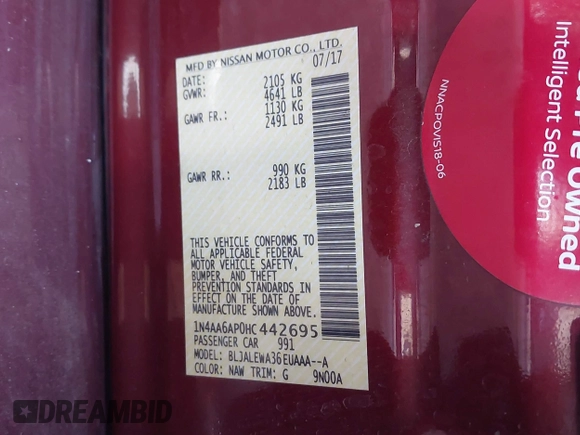 MFD BY NISSAN MOTOR CO., LTD.
DATE: 07/17
GVWR: 2105 KG
4641 LB
GAWR FR.: 1130 KG
2491 LB
GAWR RR.: 990 KG
2183 LB
THIS VEHICLE CONFORMS TO
ALL APPLICABLE FEDERAL
MOTOR VEHICLE SAFETY,
BUMPER, AND THEFT
PREVENTION STANDARDS IN
EFFECT ON THE DATE OF
MANUFACTURE SHOWN ABOVE.
1N4AA6AP0HC442695
PASSENGER CAR 991
MODEL: BLJALEWA36EUAAA--A
COLOR: NAW TRIM: G 9N00A
NNACPOVIS18-06
Owned
Intelligent Selection
DREAMBID